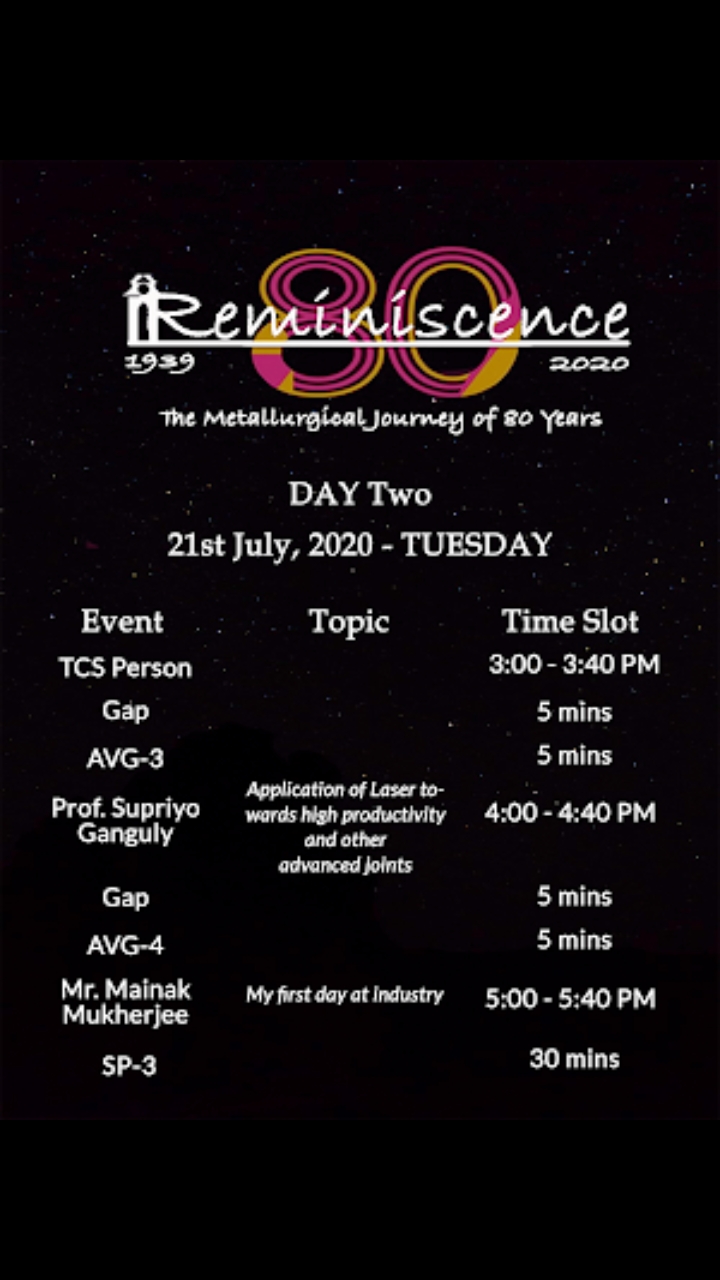 80
Reminiscence
1939 2020
The Metallurgical Journey of 80 Years
DAY Two
21st July, 2020 - TUESDAY
Event Topic Time Slot
TCS Person 3:00 - 3:40 PM
Gap 5 mins
AVG-3 5 mins
Prof. Supriyo
Ganguly
Application of Laser to-
wards high productivity
and other
advanced joints
4:00 - 4:40 PM
Gap 5 mins
AVG-4 5 mins
Mr. Mainak
Mukherjee
My first day at industry
5:00 - 5:40 PM
SP-3 30 mins